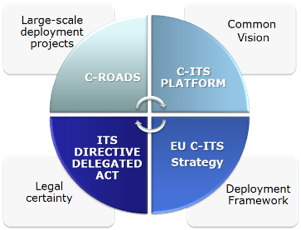 Large-scale
deployment
projects
Common
Vision
C-ROADS
C-ITS
PLATFORM
ITS
DIRECTIVE
DELEGATED
ACT
EU C-ITS
Strategy
Legal
certainty
Deployment
Framework